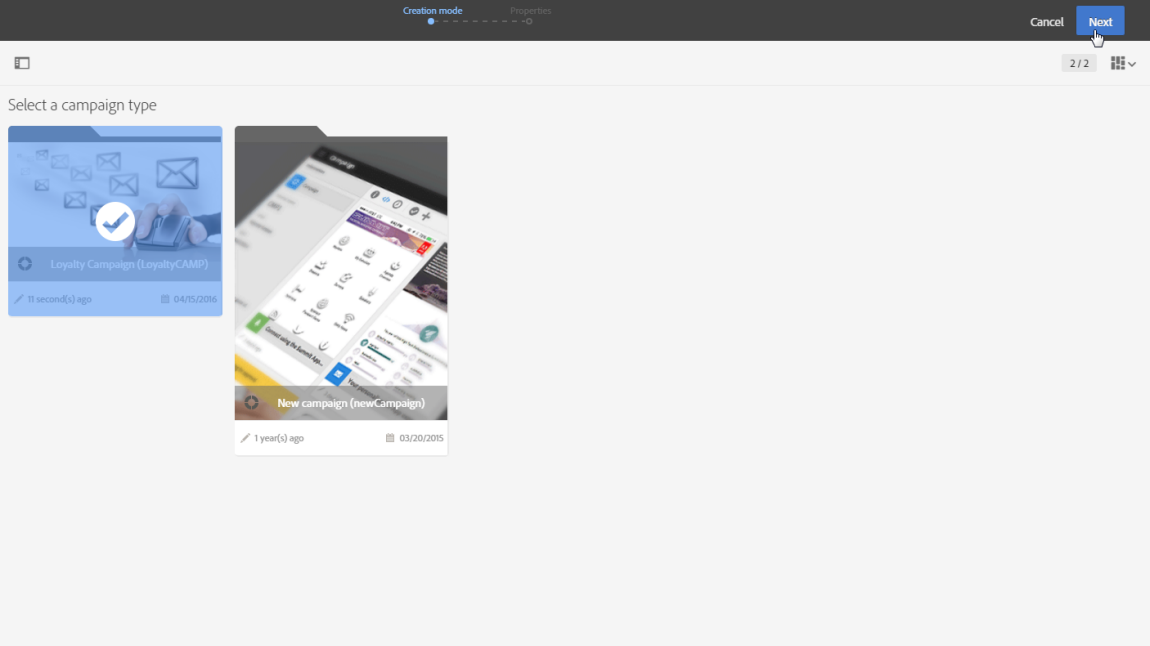 Creation mode
Properties
Cancel
Next
2 / 2
Select a campaign type
Loyalty Campaign (LoyaltyCAMP)
11 second(s) ago
04/15/2016
New campaign (newCampaign)
1 year(s) ago
03/20/2015